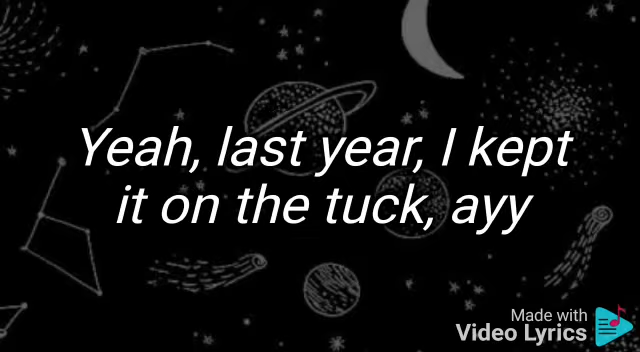 Yeah, last year, I kept
it on the tuck, ayy
Made with
Video Lyrics